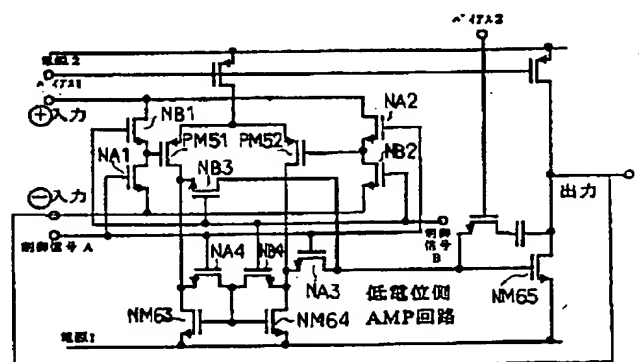 バイアス2
電源2
バイアス1
⊕入力
NB1
NA2
PM51
PM52
NA1
NB3
NB2
⊖入力
出力
制御信号 A
制御
信号
B
NA4
NB4
NA3
低電位側
AMP回路
NM63
NM64
NM65
電源1